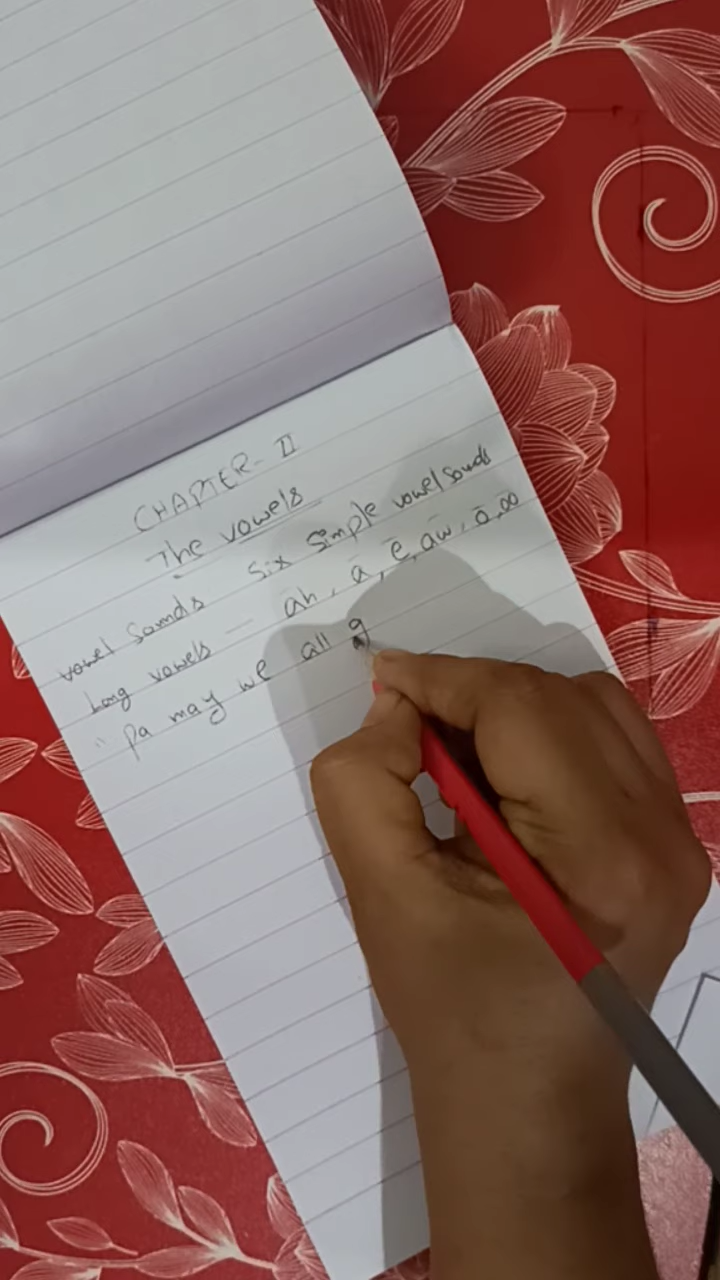 CHAPTER - II
The vowels
vowel Sounds six simple vowel sounds
Long vowels — ah, ā, ē, aw, ō, oo
" pa may we all g